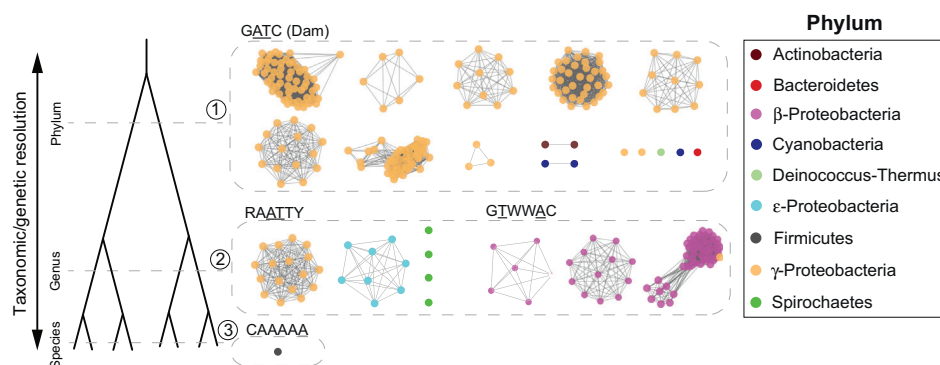 GATC (Dam)
Phylum
Actinobacteria
Bacteroidetes
β-Proteobacteria
Cyanobacteria
Deinococcus-Thermus
ε-Proteobacteria
Firmicutes
γ-Proteobacteria
Spirochaetes
Taxonomic/genetic resolution
Phylum
Genus
Species
1
RAATTY
GTWWAC
2
3
CAAAAA